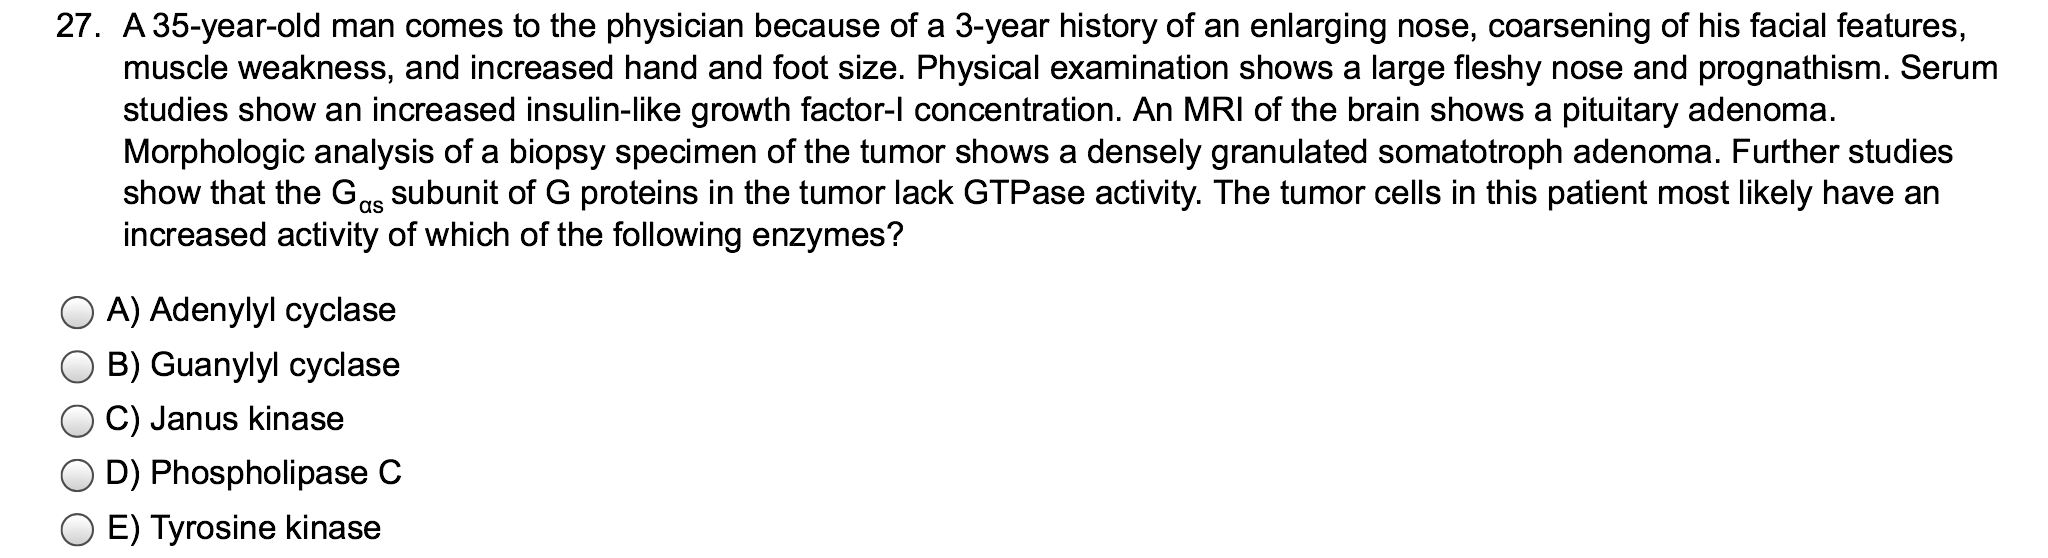 27. A 35-year-old man comes to the physician because of a 3-year history of an enlarging nose, coarsening of his facial features,
muscle weakness, and increased hand and foot size. Physical examination shows a large fleshy nose and prognathism. Serum
studies show an increased insulin-like growth factor-I concentration. An MRI of the brain shows a pituitary adenoma.
Morphologic analysis of a biopsy specimen of the tumor shows a densely granulated somatotroph adenoma. Further studies
show that the Gαs subunit of G proteins in the tumor lack GTPase activity. The tumor cells in this patient most likely have an
increased activity of which of the following enzymes?
A) Adenylyl cyclase
B) Guanylyl cyclase
C) Janus kinase
D) Phospholipase C
E) Tyrosine kinase